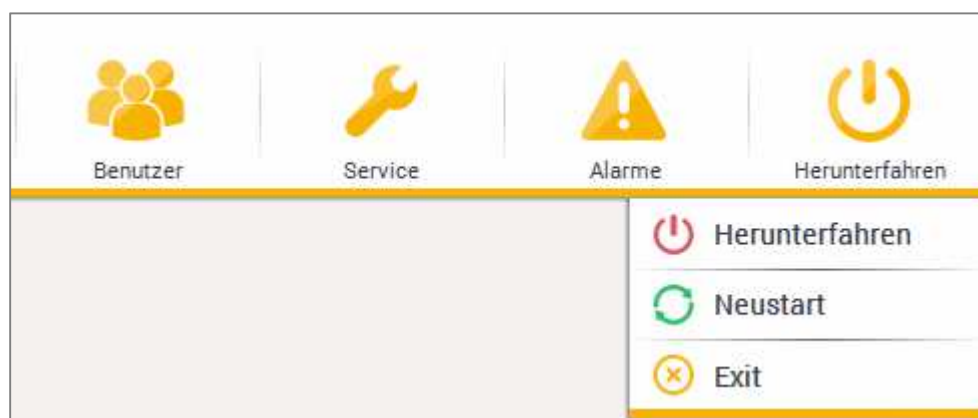 Benutzer
Service
Alarme
Herunterfahren
Herunterfahren
Neustart
Exit